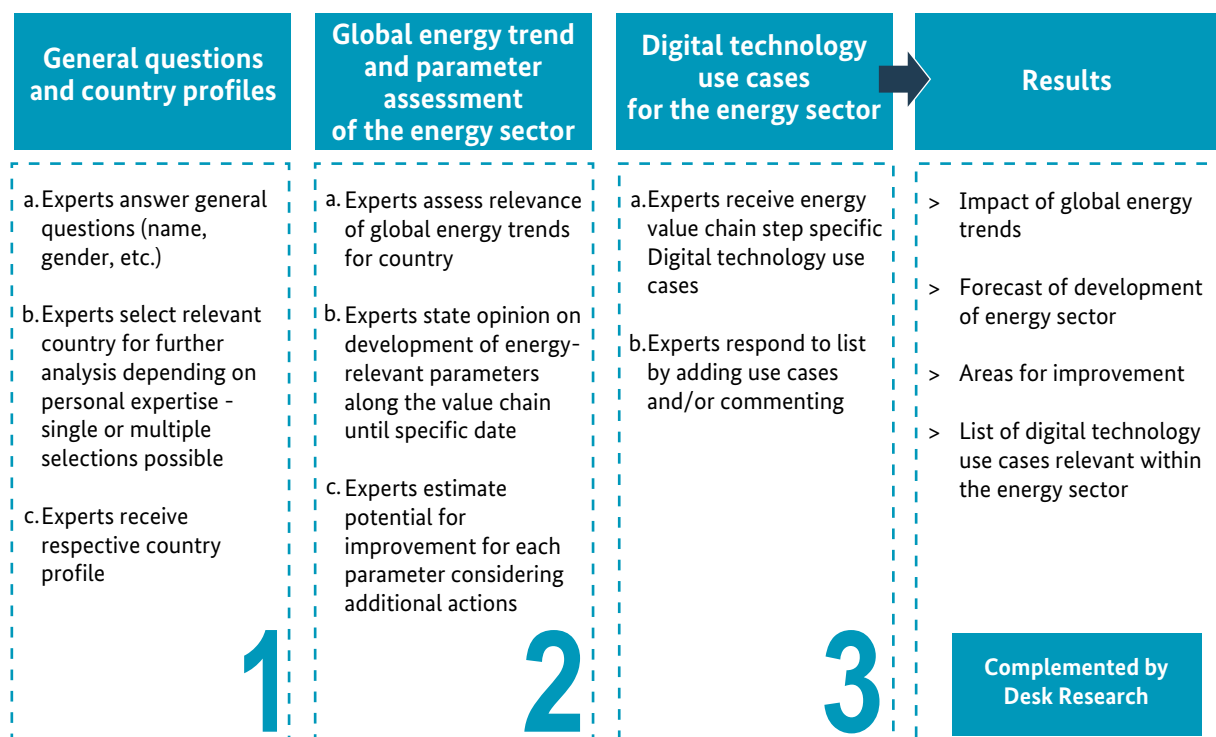 General questions
and country profiles
a. Experts answer general
questions (name,
gender, etc.)
b. Experts select relevant
country for further
analysis depending on
personal expertise -
single or multiple
selections possible
c. Experts receive
respective country
profile
1
Global energy trend
and parameter
assessment
of the energy sector
a. Experts assess relevance
of global energy trends
for country
b. Experts state opinion on
development of energy-
relevant parameters
along the value chain
until specific date
c. Experts estimate
potential for
improvement for each
parameter considering
additional actions
2
Digital technology
use cases
for the energy sector
a. Experts receive energy
value chain step specific
Digital technology use
cases
b. Experts respond to list
by adding use cases
and/or commenting
3
Results
> Impact of global energy
trends
> Forecast of development
of energy sector
> Areas for improvement
> List of digital technology
use cases relevant within
the energy sector
Complemented by
Desk Research